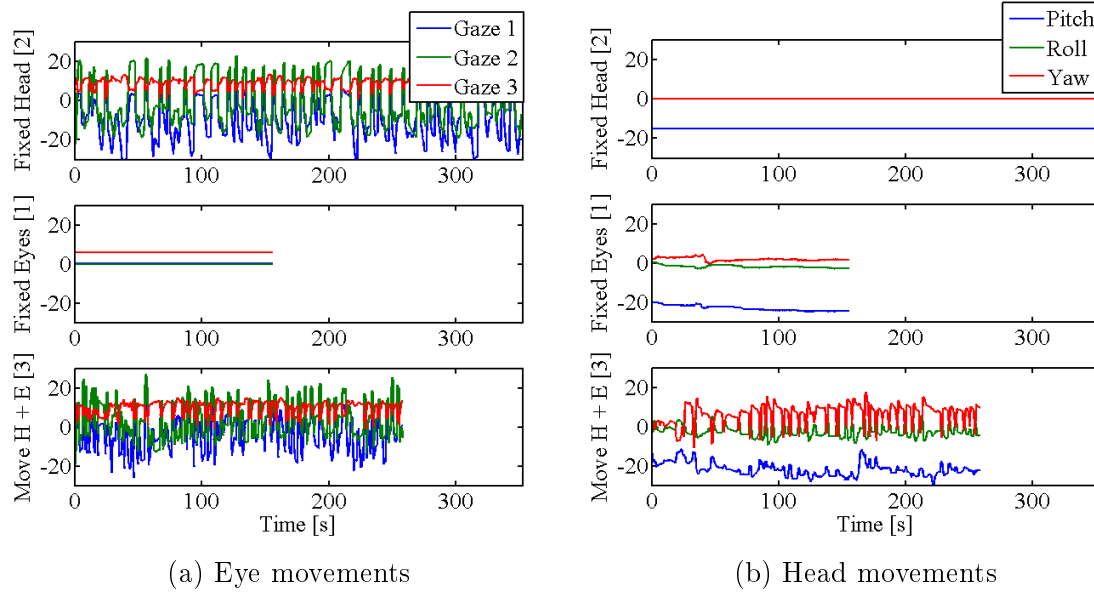 Gaze 1
Gaze 2
Gaze 3
Fixed Head [2]
20
0
-20
0 100 200 300
Fixed Eyes [1]
20
0
-20
0 100 200 300
Move H + E [3]
20
0
-20
0 100 200 300
Time [s]
(a) Eye movements
Pitch
Roll
Yaw
Fixed Head [2]
20
0
-20
0 100 200 300
Fixed Eyes [1]
20
0
-20
0 100 200 300
Move H + E [3]
20
0
-20
0 100 200 300
Time [s]
(b) Head movements